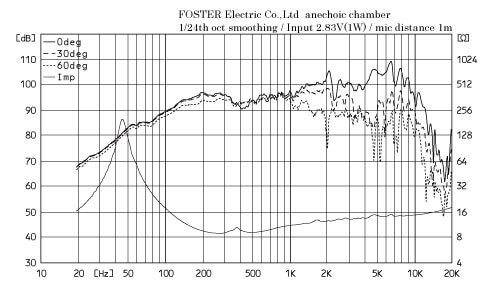 FOSTER Electric Co.,Ltd anechoic chamber
1/24th oct smoothing / Input 2.83V(1W) / mic distance 1m
[dB]
[Ω]
0deg
30deg
60deg
Imp
110
100
90
80
70
60
50
40
30
1024
512
256
128
64
32
16
8
4
10 20 [Hz] 50 100 200 500 1K 2K 5K 10K 20K